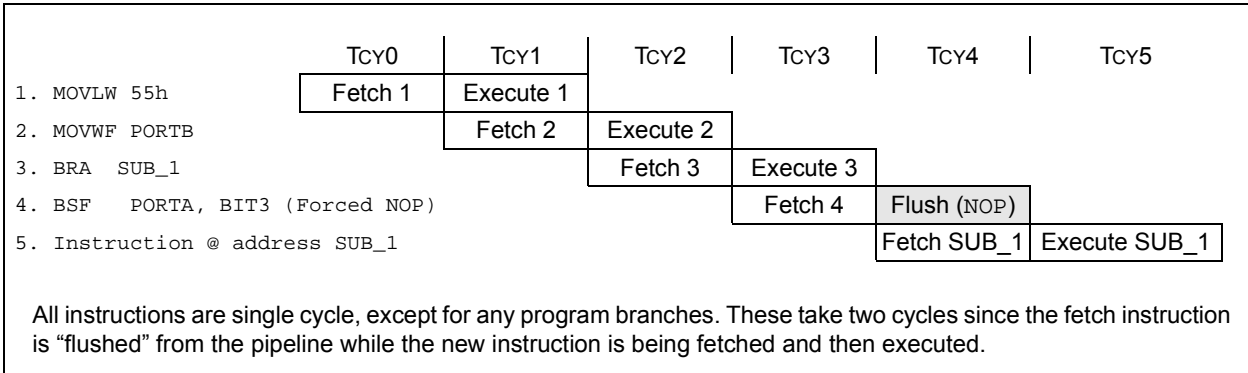 TCY0 TCY1 TCY2 TCY3 TCY4 TCY5
1. MOVLW 55h Fetch 1 Execute 1
2. MOVWF PORTB Fetch 2 Execute 2
3. BRA SUB_1 Fetch 3 Execute 3
4. BSF PORTA, BIT3 (Forced NOP) Fetch 4 Flush (NOP)
5. Instruction @ address SUB_1 Fetch SUB_1 Execute SUB_1
All instructions are single cycle, except for any program branches. These take two cycles since the fetch instruction
is “flushed” from the pipeline while the new instruction is being fetched and then executed.